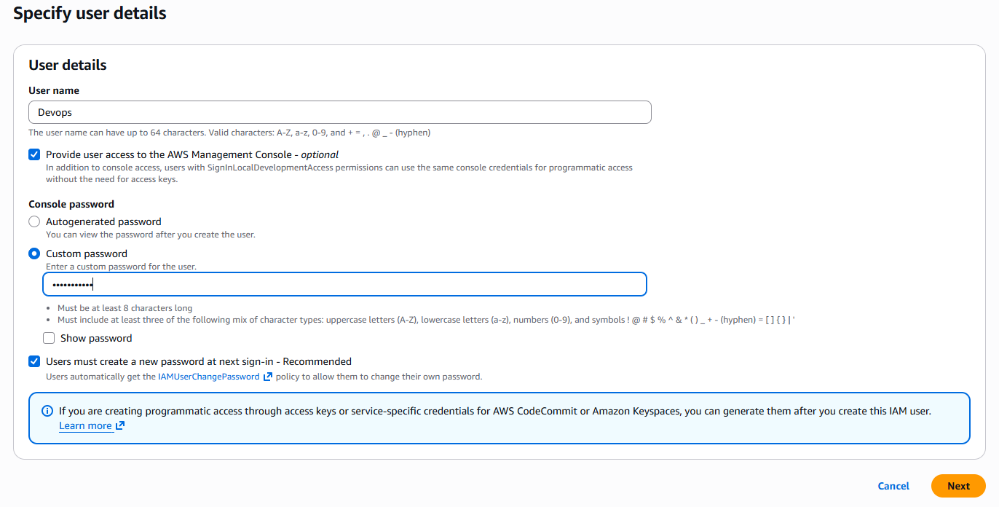 Specify user details
User details
User name
Devops
The user name can have up to 64 characters. Valid characters: A-Z, a-z, 0-9, and + = , . @ _ - (hyphen)
Provide user access to the AWS Management Console - optional
In addition to console access, users with SignInLocalDevelopmentAccess permissions can use the same console credentials for programmatic access
without the need for access keys.
Console password
Autogenerated password
You can view the password after you create the user.
Custom password
Enter a custom password for the user.
•••••••••••
• Must be at least 8 characters long
• Must include at least three of the following mix of character types: uppercase letters (A-Z), lowercase letters (a-z), numbers (0-9), and symbols ! @ # $ % ^ & * ( ) _ + - (hyphen) = [ ] { } | '
Show password
Users must create a new password at next sign-in - Recommended
Users automatically get the IAMUserChangePassword policy to allow them to change their own password.
If you are creating programmatic access through access keys or service-specific credentials for AWS CodeCommit or Amazon Keyspaces, you can generate them after you create this IAM user.
Learn more
Cancel
Next